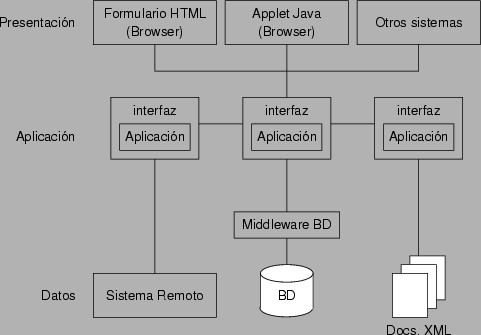 Presentación
Formulario HTML
(Browser)
Applet Java
(Browser)
Otros sistemas
Aplicación
interfaz
Aplicación
interfaz
Aplicación
interfaz
Aplicación
Middleware BD
Datos
Sistema Remoto
BD
Docs. XML